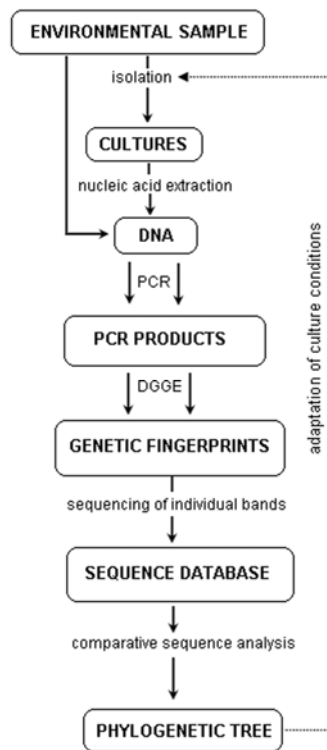 ENVIRONMENTAL SAMPLE
isolation
CULTURES
nucleic acid extraction
DNA
PCR
PCR PRODUCTS
DGGE
GENETIC FINGERPRINTS
sequencing of individual bands
SEQUENCE DATABASE
comparative sequence analysis
PHYLOGENETIC TREE
adaptation of culture conditions